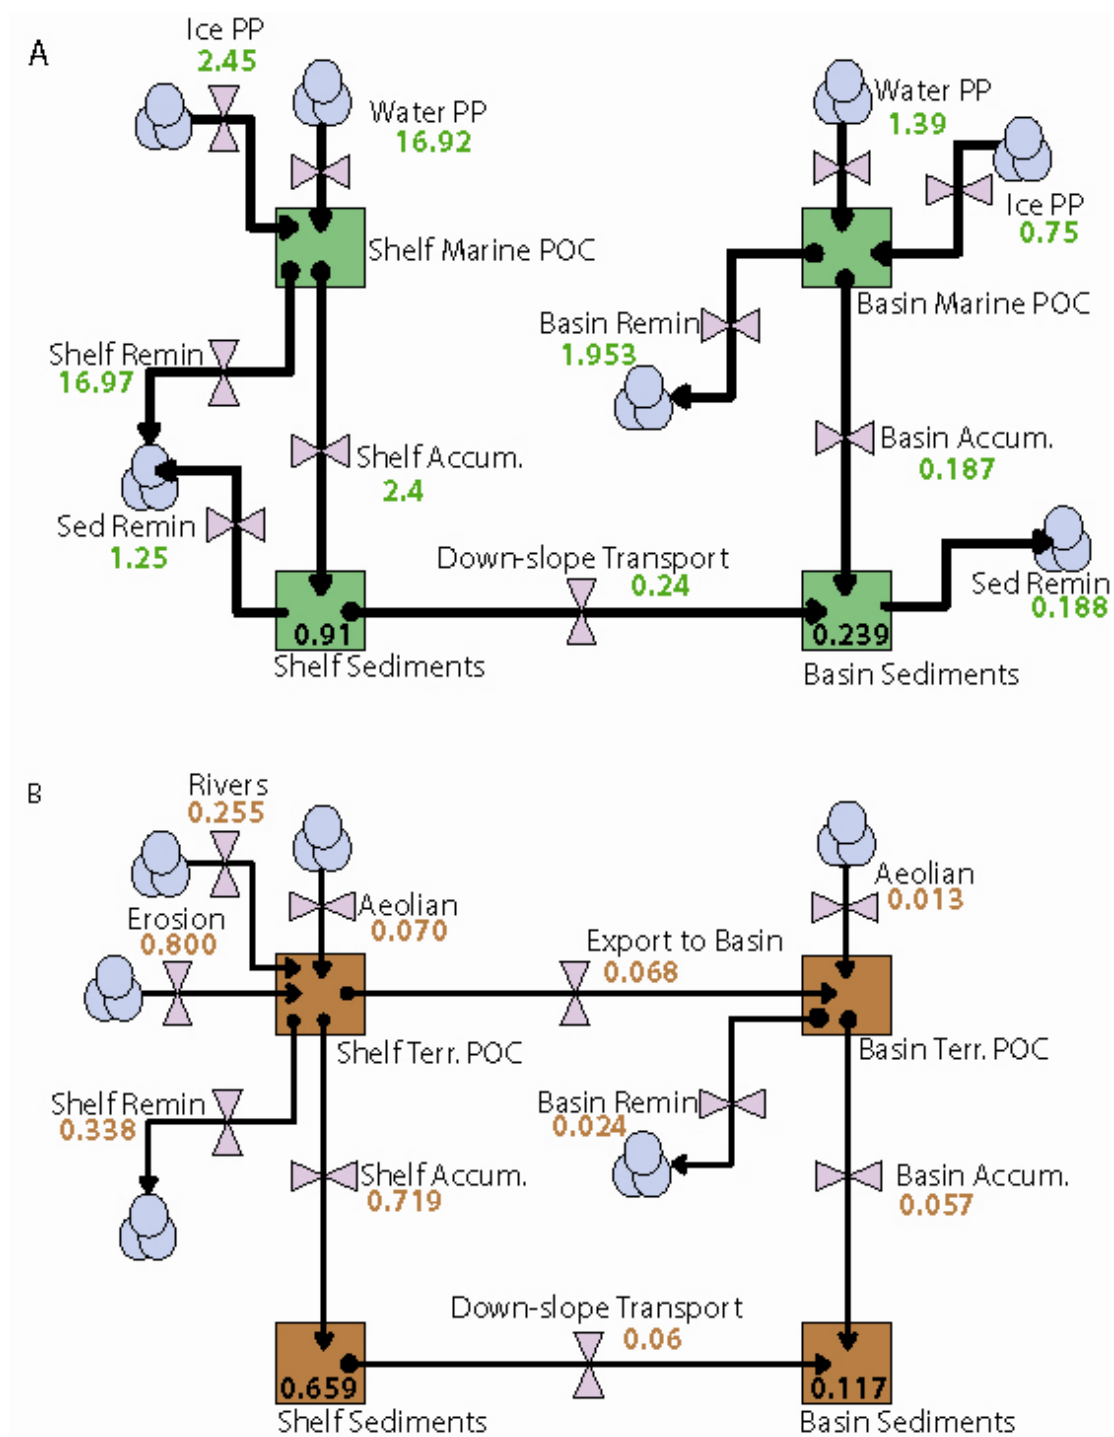 A
Ice PP
2.45
Water PP
16.92
Water PP
1.39
Ice PP
0.75
Shelf Marine POC
Basin Marine POC
Shelf Remin
16.97
Basin Remin
1.953
Shelf Accum.
2.4
Basin Accum.
0.187
Sed Remin
1.25
Down-slope Transport
0.24
Sed Remin
0.188
0.91
Shelf Sediments
0.239
Basin Sediments
B
Rivers
0.255
Aeolian
0.070
Aeolian
0.013
Erosion
0.800
Export to Basin
0.068
Shelf Terr. POC
Basin Terr. POC
Shelf Remin
0.338
Basin Remin
0.024
Shelf Accum.
0.719
Basin Accum.
0.057
Down-slope Transport
0.06
0.659
Shelf Sediments
0.117
Basin Sediments